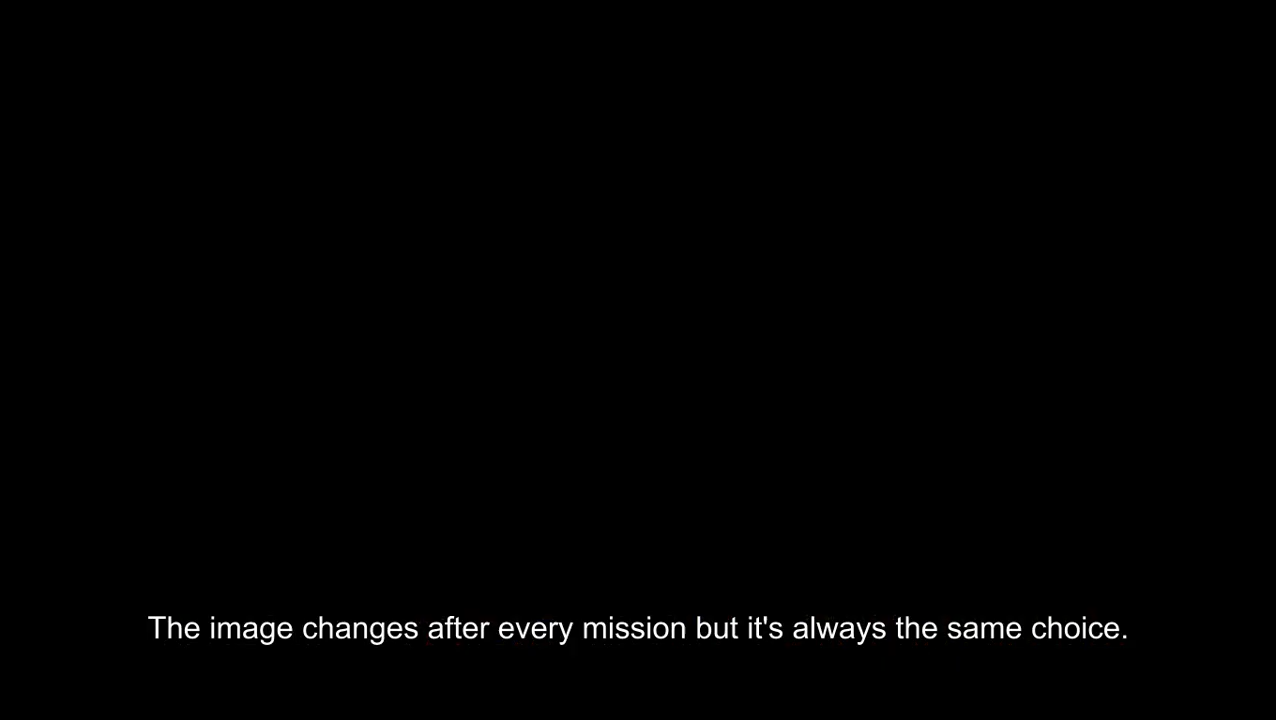 The image changes after every mission but it's always the same choice.